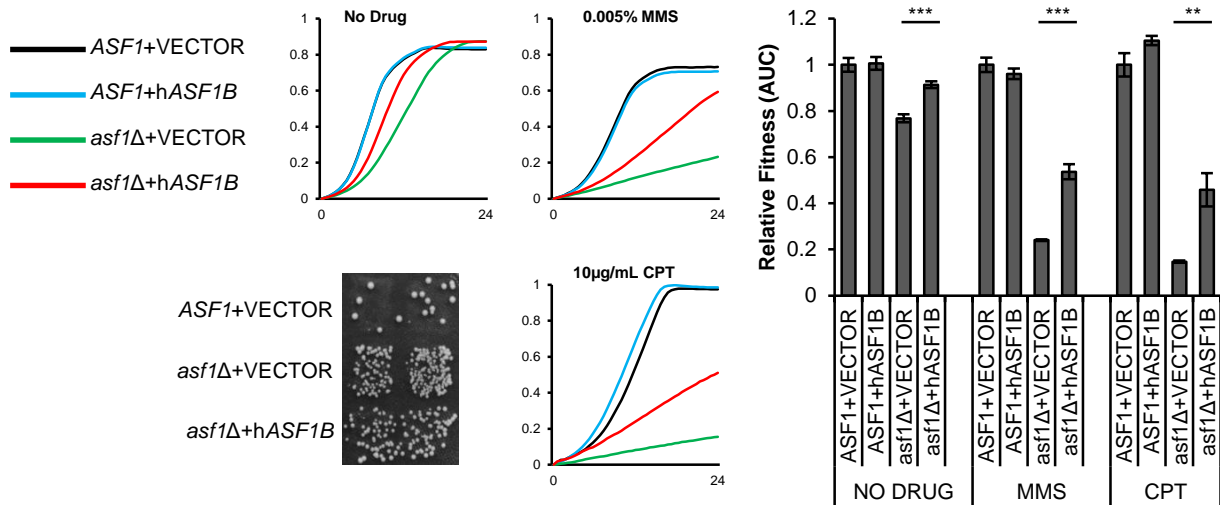 ASF1+VECTOR
ASF1+hASF1B
asf1Δ+VECTOR
asf1Δ+hASF1B
No Drug
1
0.8
0.6
0.4
0.2
0
0
24
0.005% MMS
1
0.8
0.6
0.4
0.2
0
0
24
ASF1+VECTOR
asf1Δ+VECTOR
asf1Δ+hASF1B
10µg/mL CPT
1
0.8
0.6
0.4
0.2
0
0
24
Relative Fitness (AUC)
1.2
1
0.8
0.6
0.4
0.2
0
***
***
**
ASF1+VECTOR
ASF1+hASF1B
asf1Δ+VECTOR
asf1Δ+hASF1B
ASF1+VECTOR
ASF1+hASF1B
asf1Δ+VECTOR
asf1Δ+hASF1B
ASF1+VECTOR
ASF1+hASF1B
asf1Δ+VECTOR
asf1Δ+hASF1B
NO DRUG
MMS
CPT